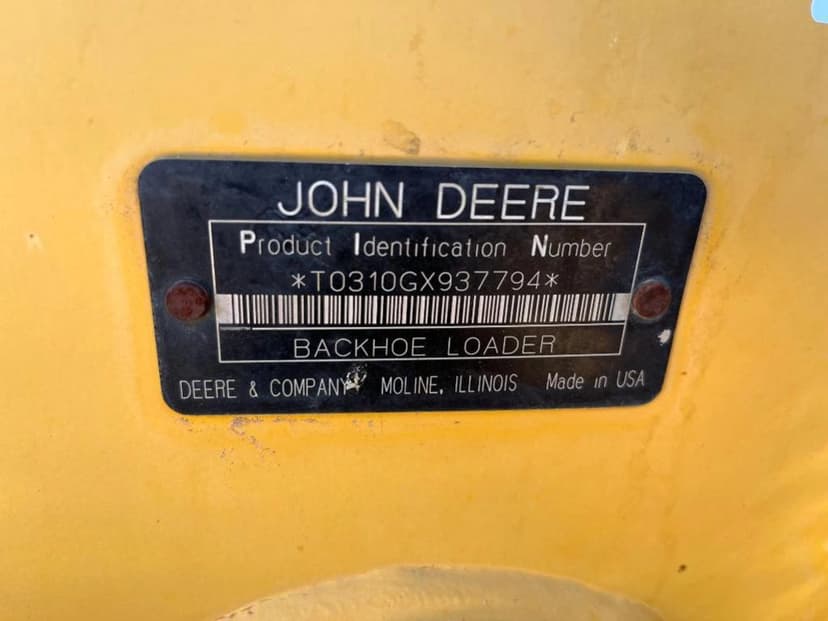 JOHN DEERE
Product Identification Number
*T0310GX937794*
BACKHOE LOADER
DEERE & COMPANY MOLINE, ILLINOIS Made in USA